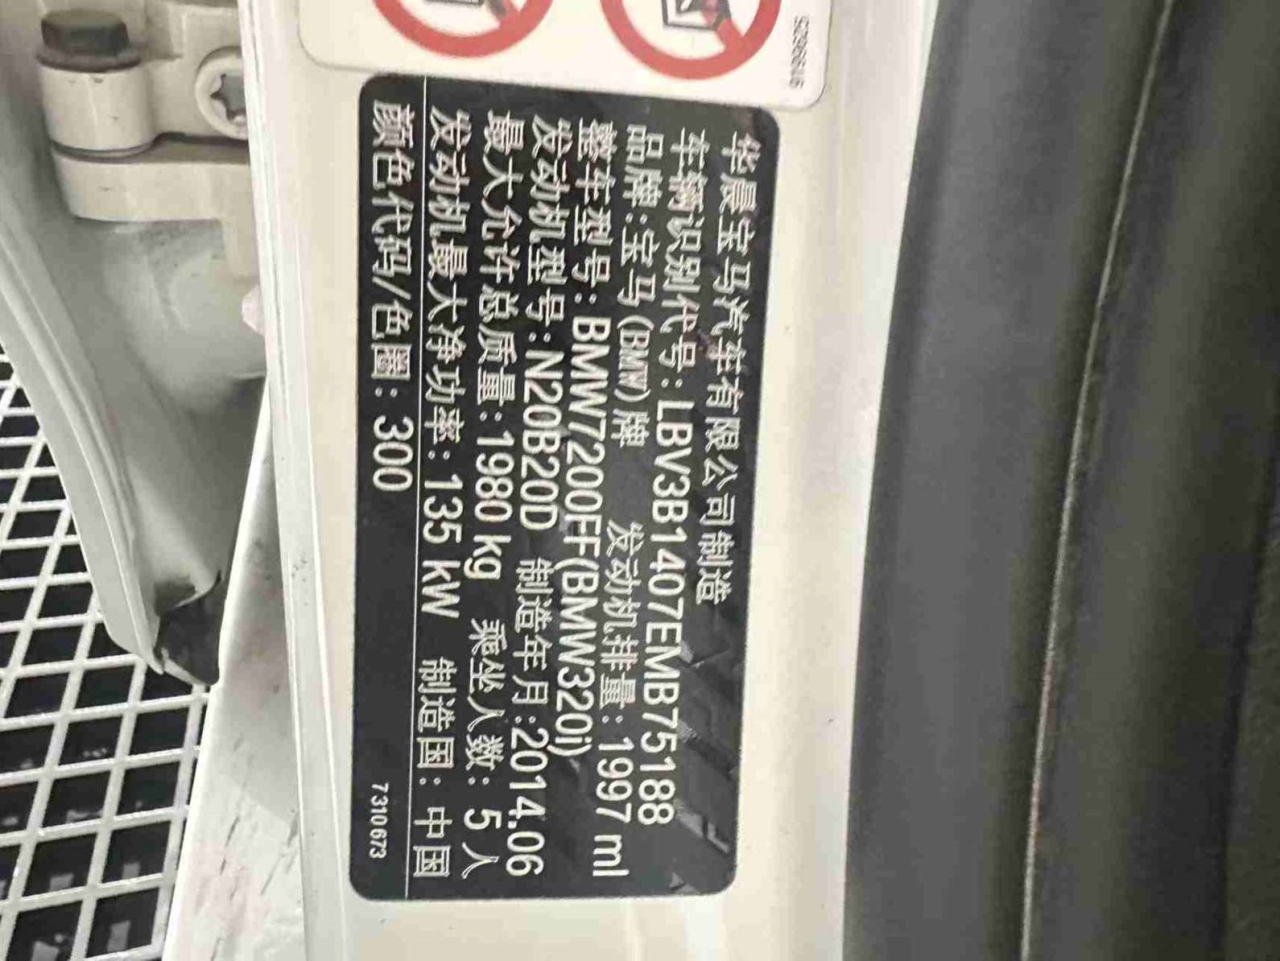 华晨宝马汽车有限公司制造
车辆识别代号:LBV3B1407EMB75188
品牌:宝马(BMW)牌 发动机排量:1997 ml
整车型号:BMW7200FF(BMW320i)
发动机型号:N20B20D 制造年月:2014.06
最大允许总质量:1980 kg 乘坐人数:5人
发动机最大净功率:135 kW 制造国:中国
颜色代码/色圈:300
7310673